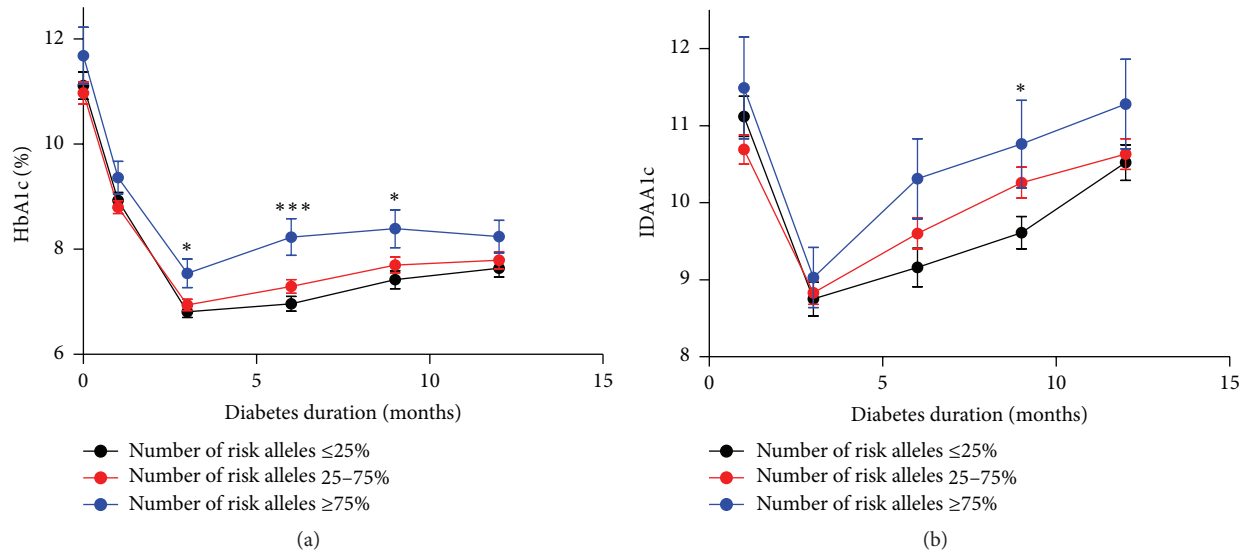 12
10
8
6
HbA1c (%)
*
***
*
0
5
10
15
Diabetes duration (months)
Number of risk alleles ≤25%
Number of risk alleles 25–75%
Number of risk alleles ≥75%
(a)
12
11
10
9
8
IDAA1c
*
0
5
10
15
Diabetes duration (months)
Number of risk alleles ≤25%
Number of risk alleles 25–75%
Number of risk alleles ≥75%
(b)